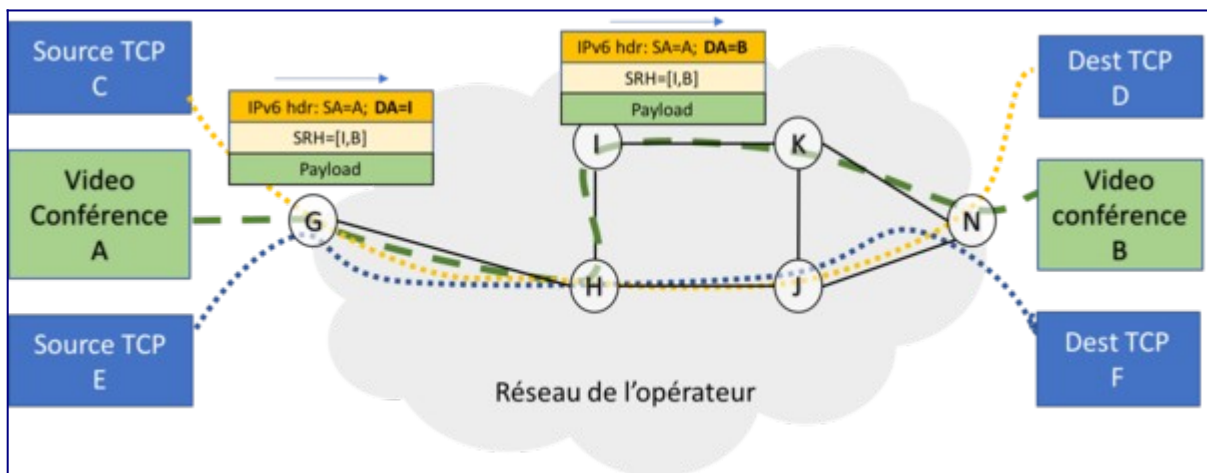 Source TCP
C
IPv6 hdr: SA=A; DA=I
SRH=[I,B]
Payload
IPv6 hdr: SA=A; DA=B
SRH=[I,B]
Payload
Dest TCP
D
Video
Conférence
A
G
I
K
N
Video
conférence
B
H
J
Source TCP
E
Réseau de l'opérateur
Dest TCP
F